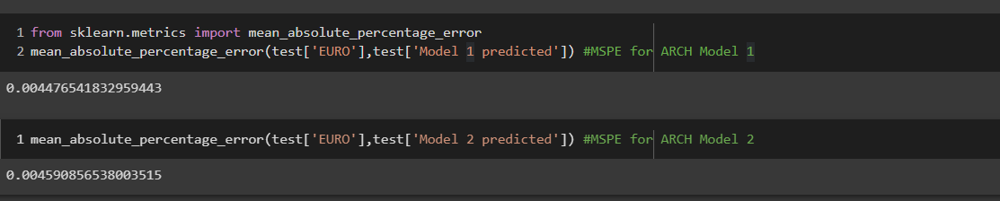 1 from sklearn.metrics import mean_absolute_percentage_error
2 mean_absolute_percentage_error(test['EURO'],test['Model 1 predicted']) #MSPE for ARCH Model 1
0.004476541832959443
1 mean_absolute_percentage_error(test['EURO'],test['Model 2 predicted']) #MSPE for ARCH Model 2
0.004590856538003515